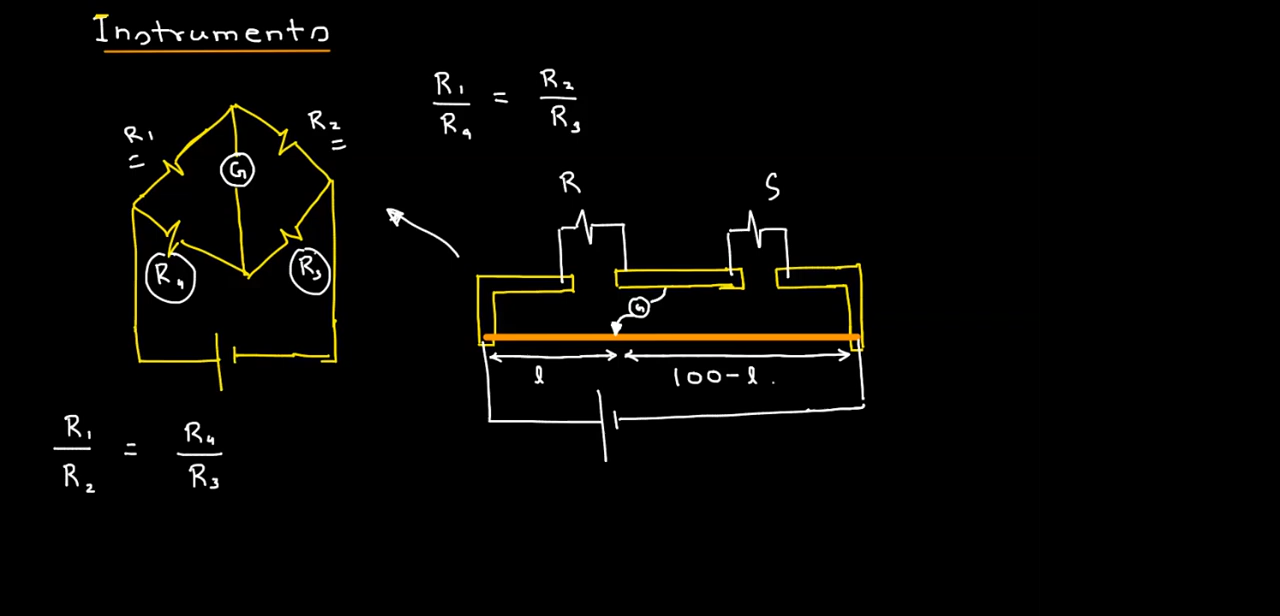 Instruments
R₁/R₄ = R₂/R₃
R₁
R₂
G
R₄
R₃
R
S
G
l
100-l.
R₁/R₂ = R₄/R₃